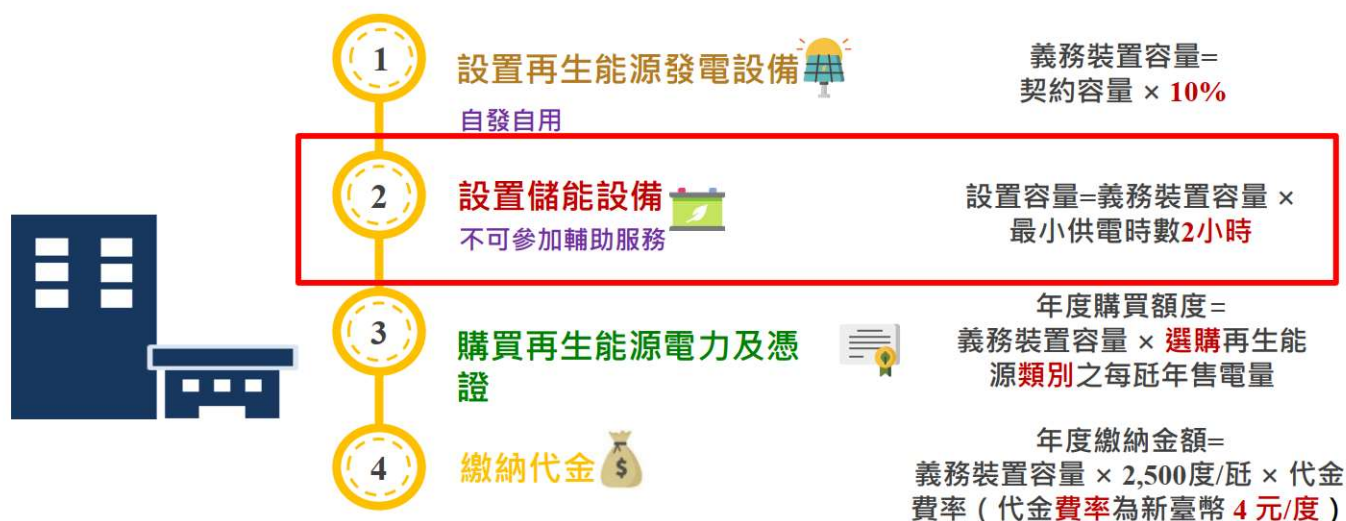 1
設置再生能源發電設備
自發自用
義務裝置容量=
契約容量 × 10%
2
設置儲能設備
不可參加輔助服務
設置容量=義務裝置容量 ×
最小供電時數2小時
3
購買再生能源電力及憑
證
年度購買額度=
義務裝置容量 × 選購再生能
源類別之每瓩年售電量
4
繳納代金
$
年度繳納金額=
義務裝置容量 × 2,500度/瓩 × 代金
費率（代金費率為新臺幣 4 元/度）